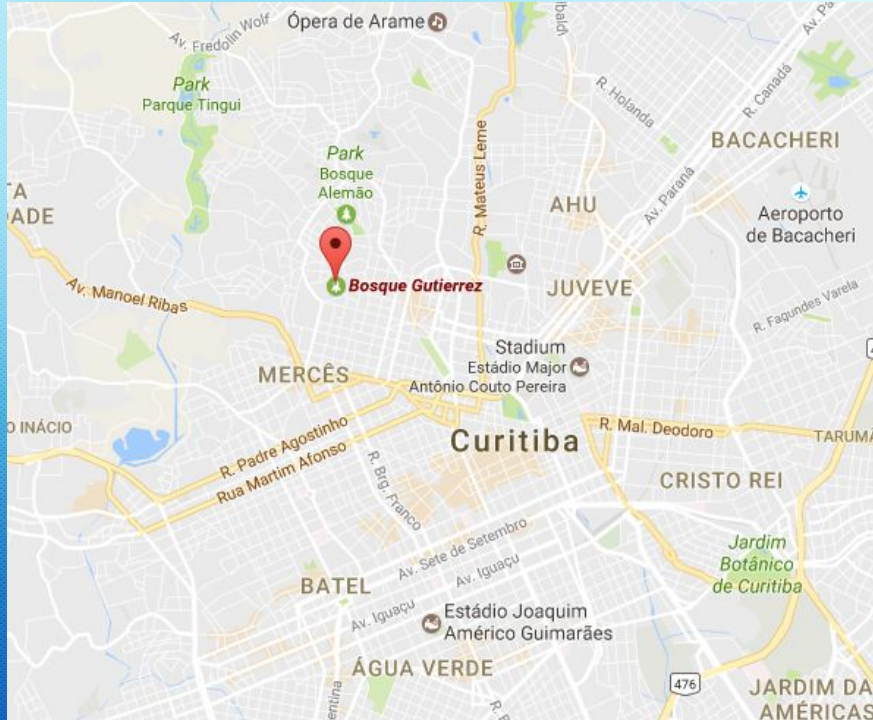 Ópera de Arame
Av. Fredolin Wolf
Park
Parque Tingui
R. Holanda
R. Canadá
BACACHERI
Park
Bosque
Alemão
R. Mateus Leme
AHU
Av. Paraná
Aeroporto
de Bacacheri
TA
DADE
Av. Manoel Ribas
Bosque Gutierrez
JUVEVE
R. Fagundes Varela
Stadium
Estádio Major
Antônio Couto Pereira
MERCÊS
O INÁCIO
R. Padre Agostinho
Rua Martim Afonso
Curitiba
R. Mal. Deodoro
TARUMÃ
R. Brg. Franco
CRISTO REI
Av. Sete de Setembro
Jardim
Botânico
de Curitiba
BATEL
Av. Iguaçu
Av. Iguaçu
Estádio Joaquim
Américo Guimarães
ÁGUA VERDE
476
JARDIM DA
AMÉRICAS
entina